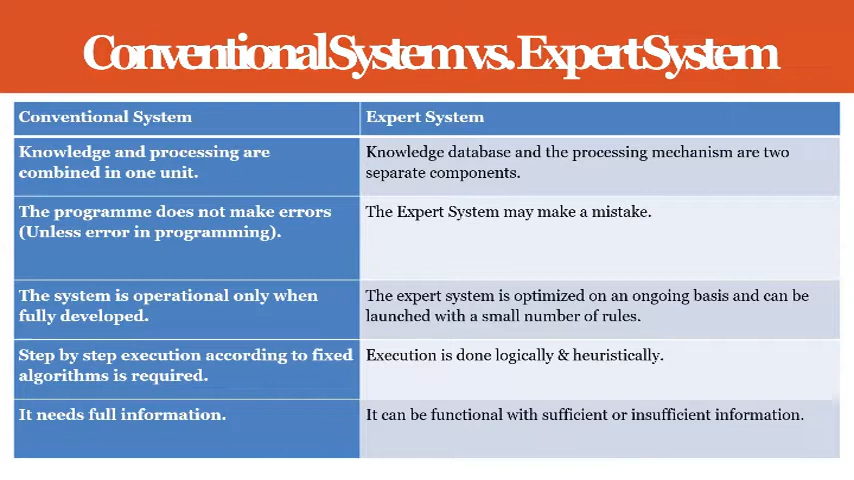 Conventional System vs. Expert System
Conventional System
Expert System
Knowledge and processing are
combined in one unit.
Knowledge database and the processing mechanism are two
separate components.
The programme does not make errors
(Unless error in programming).
The Expert System may make a mistake.
The system is operational only when
fully developed.
The expert system is optimized on an ongoing basis and can be
launched with a small number of rules.
Step by step execution according to fixed
algorithms is required.
Execution is done logically & heuristically.
It needs full information.
It can be functional with sufficient or insufficient information.